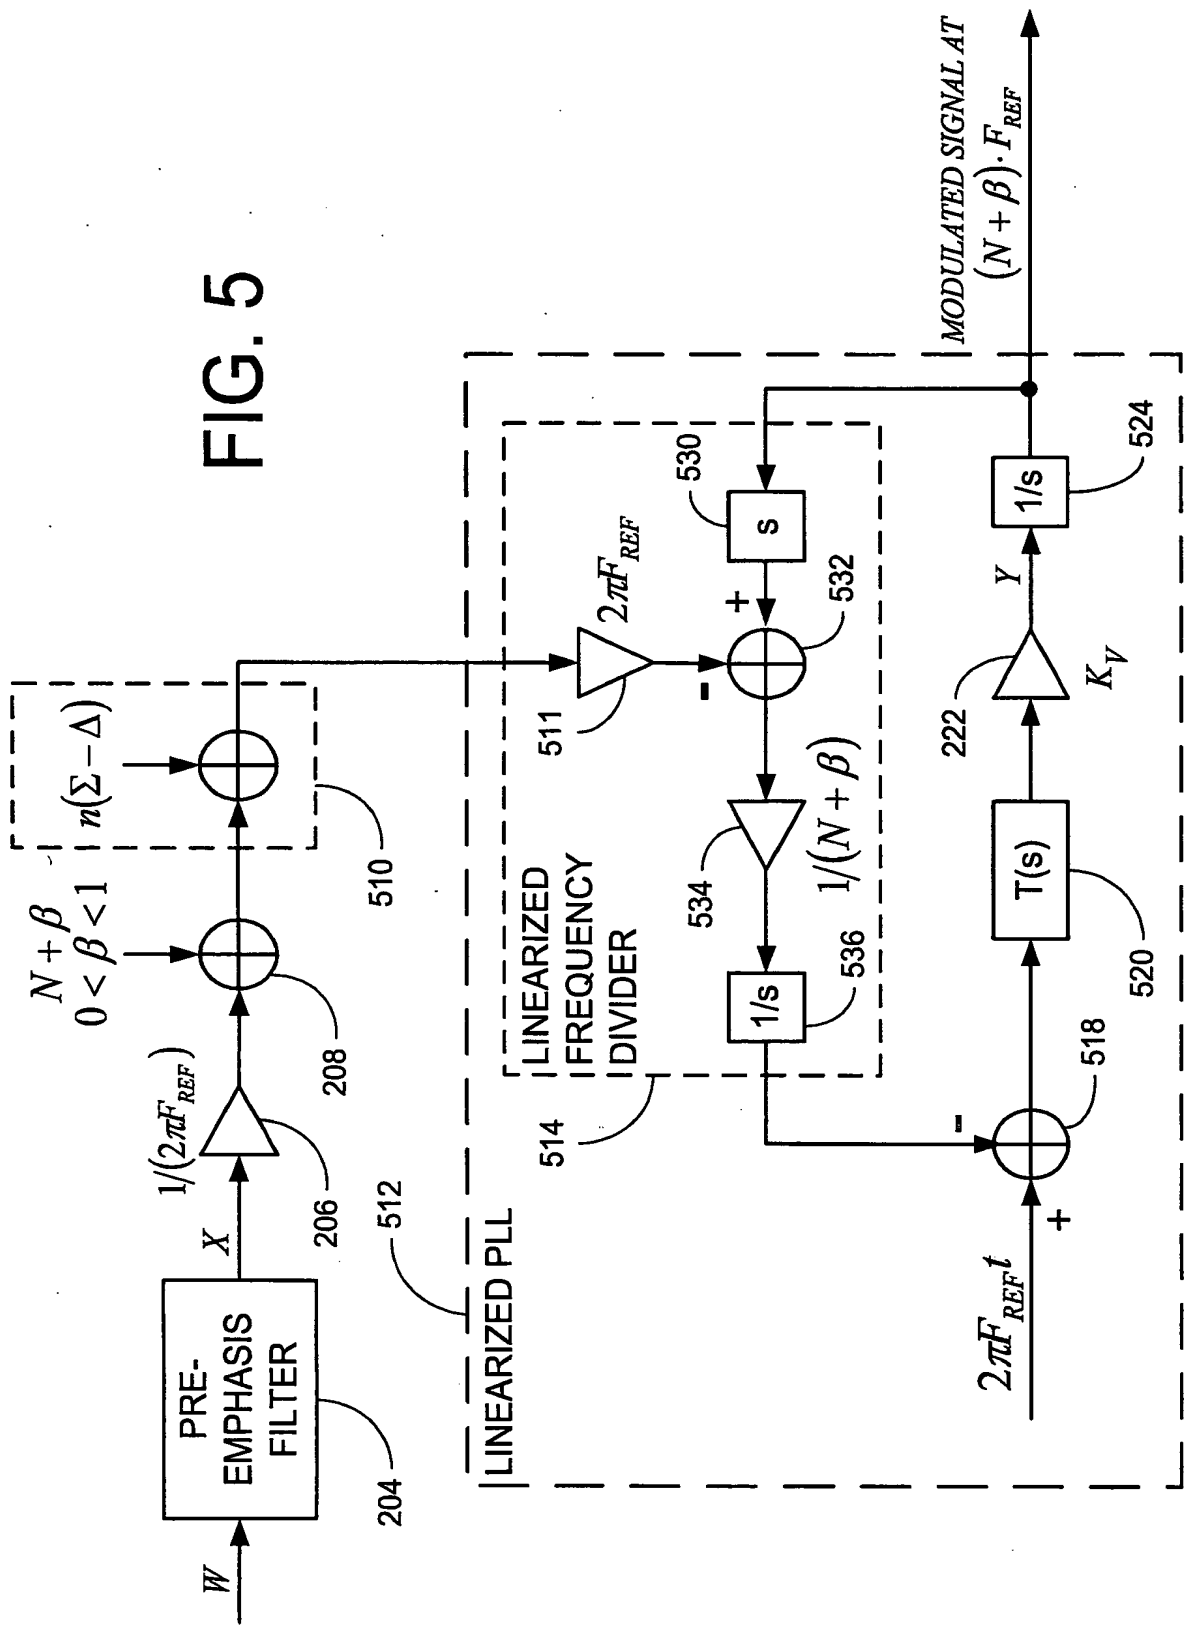 FIG. 5
W
PRE-
EMPHASIS
FILTER
204
X
1/(2πF_REF)
206
N + β
0 < β < 1
208
n(Σ − Δ)
510
LINEARIZED PLL
512
514
LINEARIZED
FREQUENCY
DIVIDER
511
2πF_REF
530
s
+
-
532
534
1/(N + β)
1/s
536
2πF_REF t
+
-
518
T(s)
520
222
K_V
Y
1/s
524
MODULATED SIGNAL AT
(N + β) · F_REF